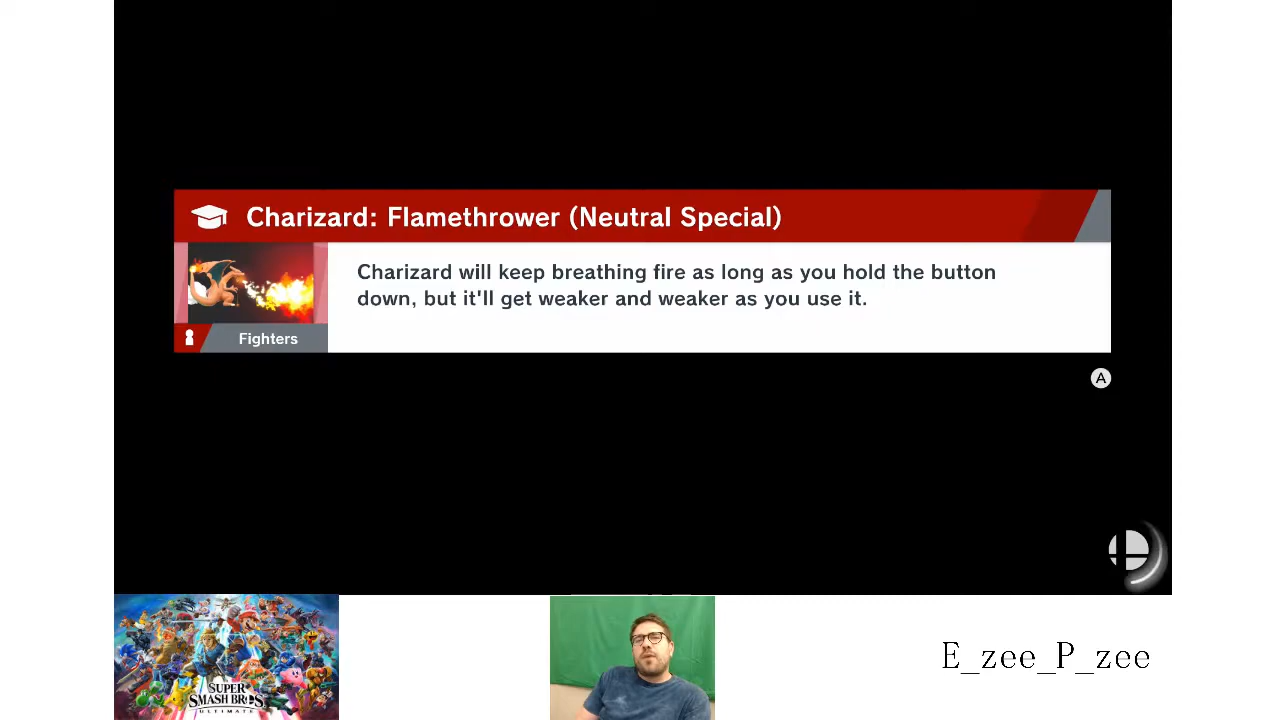 Charizard: Flamethrower (Neutral Special)
Charizard will keep breathing fire as long as you hold the button
down, but it'll get weaker and weaker as you use it.
Fighters
A
SUPER
SMASH BROS.
ULTIMATE
E_zee_P_zee